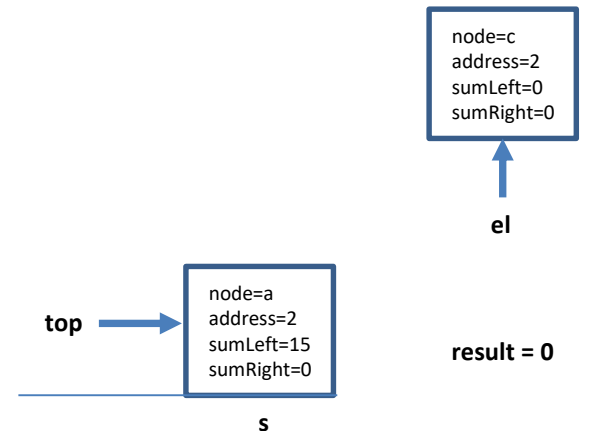 node=c
address=2
sumLeft=0
sumRight=0
el
top
node=a
address=2
sumLeft=15
sumRight=0
result = 0
s